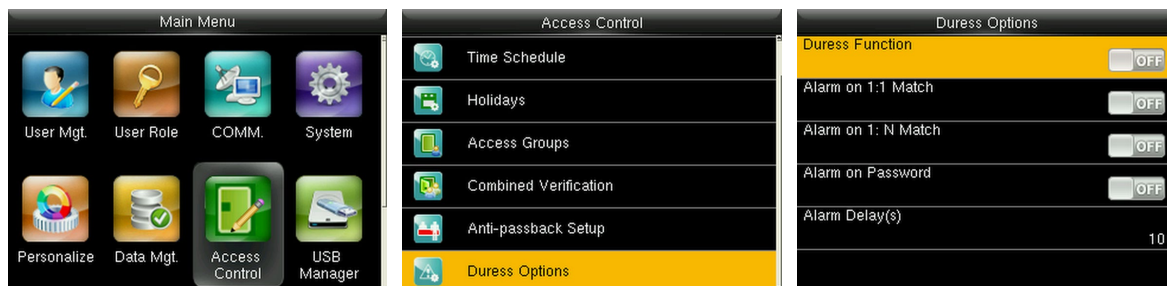 Main Menu
User Mgt.
User Role
COMM.
System
Personalize
Data Mgt.
Access
Control
USB
Manager
Access Control
Time Schedule
Holidays
Access Groups
Combined Verification
Anti-passback Setup
Duress Options
Duress Options
Duress Function
OFF
Alarm on 1:1 Match
OFF
Alarm on 1: N Match
OFF
Alarm on Password
OFF
Alarm Delay(s)
10